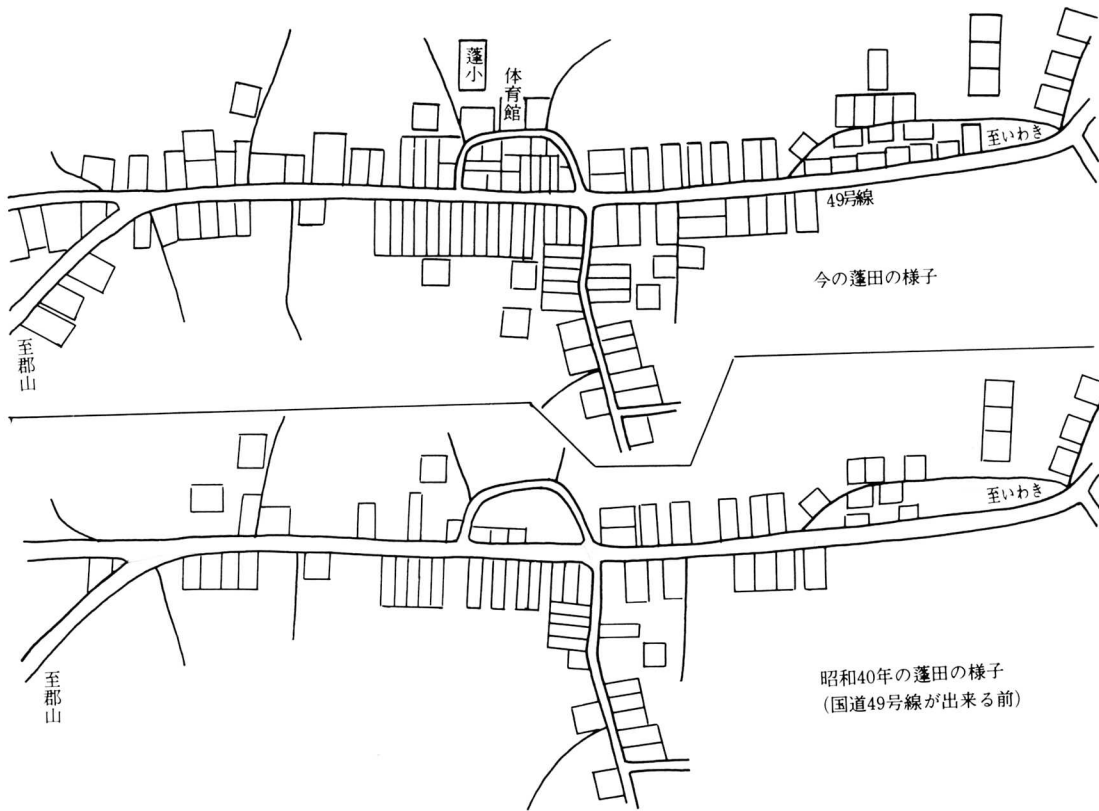 蓬小
体育館
至いわき
49号線
今の蓬田の様子
至郡山
至いわき
昭和40年の蓬田の様子
(国道49号線が出来る前)
至郡山